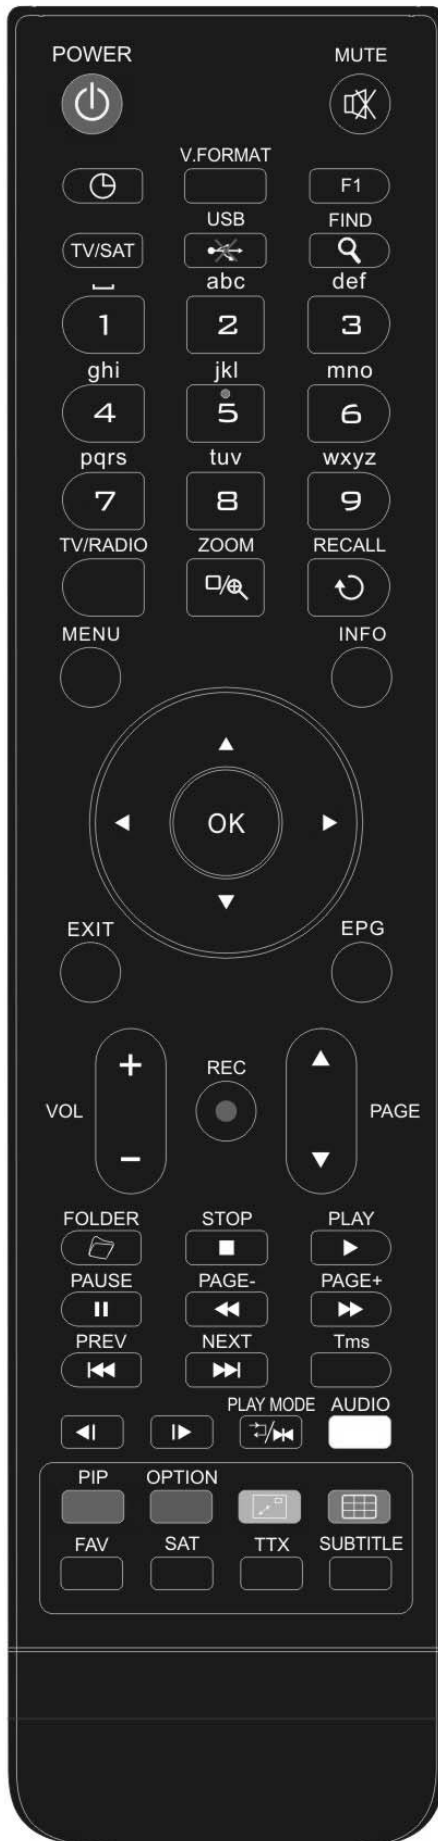 POWER MUTE
V.FORMAT
F1
USB FIND
TV/SAT
abc def
1 2 3
ghi jkl mno
4 5 6
pqrs tuv wxyz
7 8 9
TV/RADIO ZOOM RECALL
MENU INFO
OK
EXIT EPG
REC
VOL + − PAGE
FOLDER STOP PLAY
PAUSE PAGE- PAGE+
PREV NEXT Tms
PLAY MODE AUDIO
PIP OPTION
FAV SAT TTX SUBTITLE